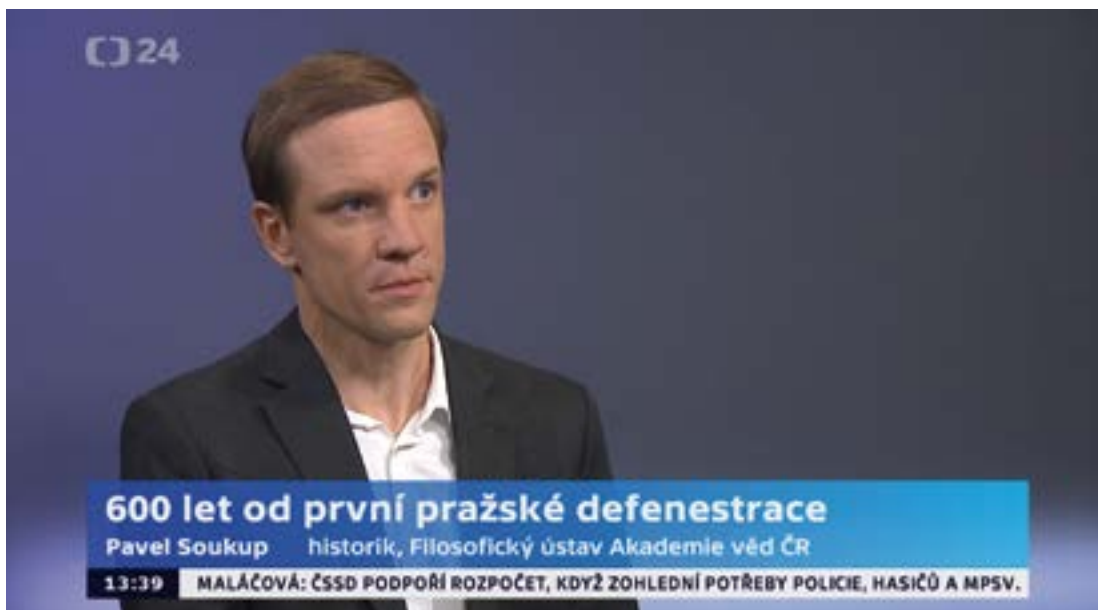 24
600 let od první pražské defenestrace
Pavel Soukup historik, Filosofický ústav Akademie věd ČR
13:39 MALÁČOVÁ: ČSSD PODPOŘÍ ROZPOČET, KDYŽ ZOHLEDNÍ POTŘEBY POLICIE, HASIČŮ A MPSV.